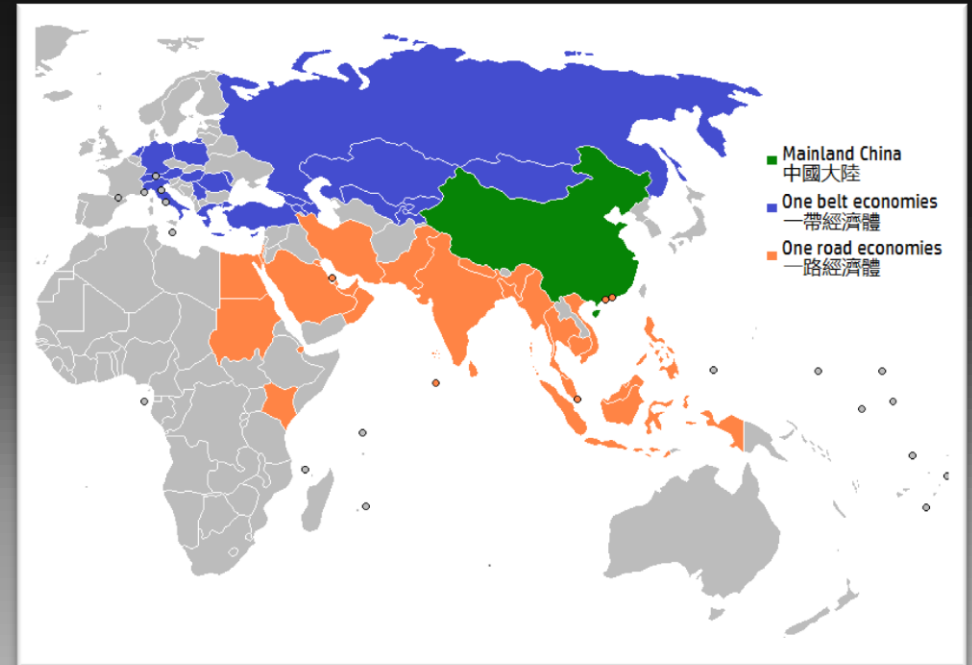 Mainland China
中國大陸
One belt economies
一帶經濟體
One road economies
一路經濟體